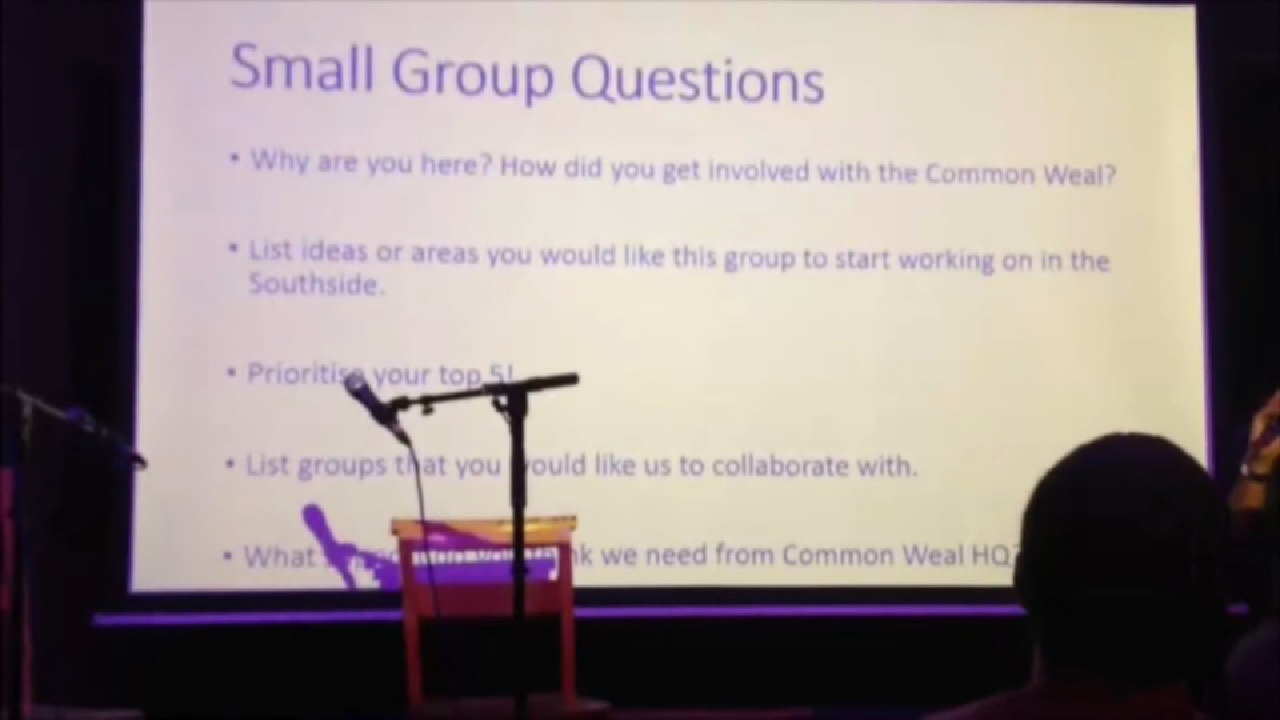 Small Group Questions
• Why are you here? How did you get involved with the Common Weal?
• List ideas or areas you would like this group to start working on in the
Southside.
• Prioritise your top 5!
• List groups that you would like us to collaborate with.
• What you think we need from Common Weal HQ?